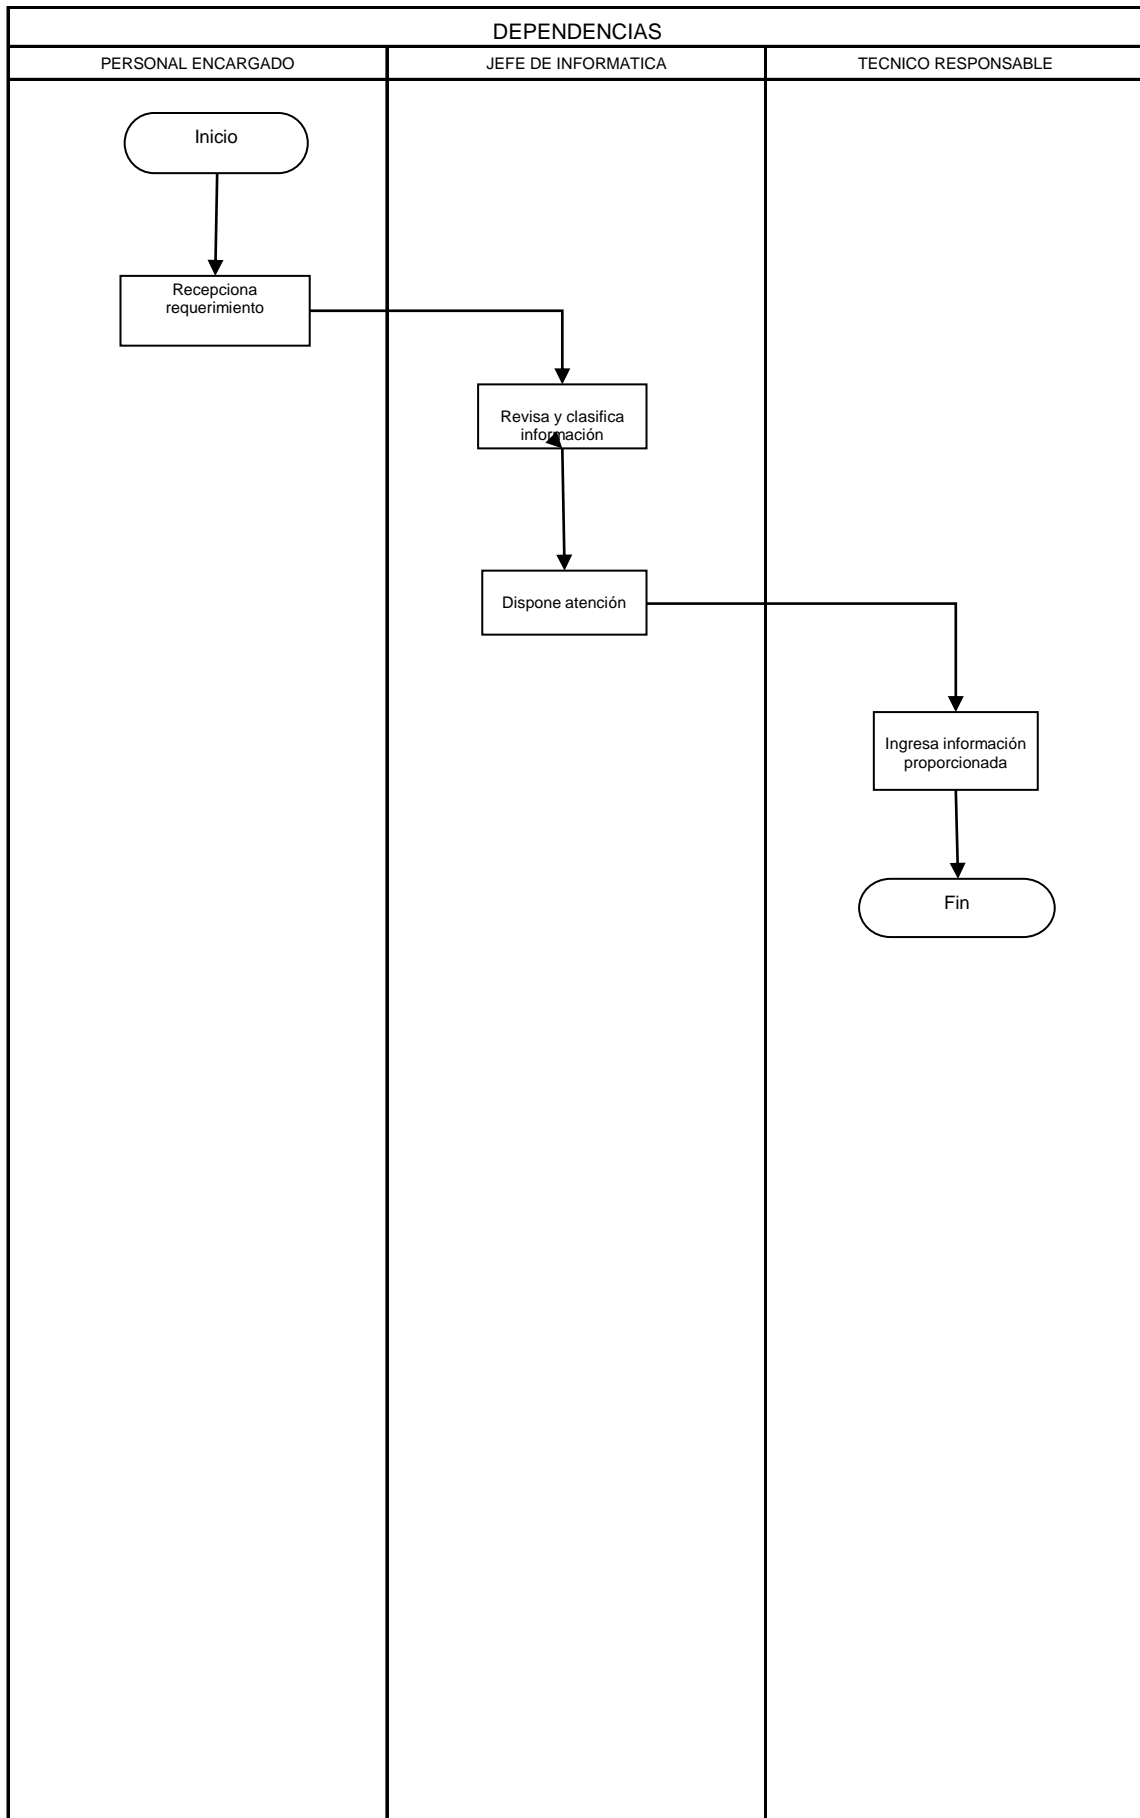 DEPENDENCIAS
PERSONAL ENCARGADO
JEFE DE INFORMATICA
TECNICO RESPONSABLE
Inicio
Recepciona
requerimiento
Revisa y clasifica
información
Dispone atención
Ingresa información
proporcionada
Fin